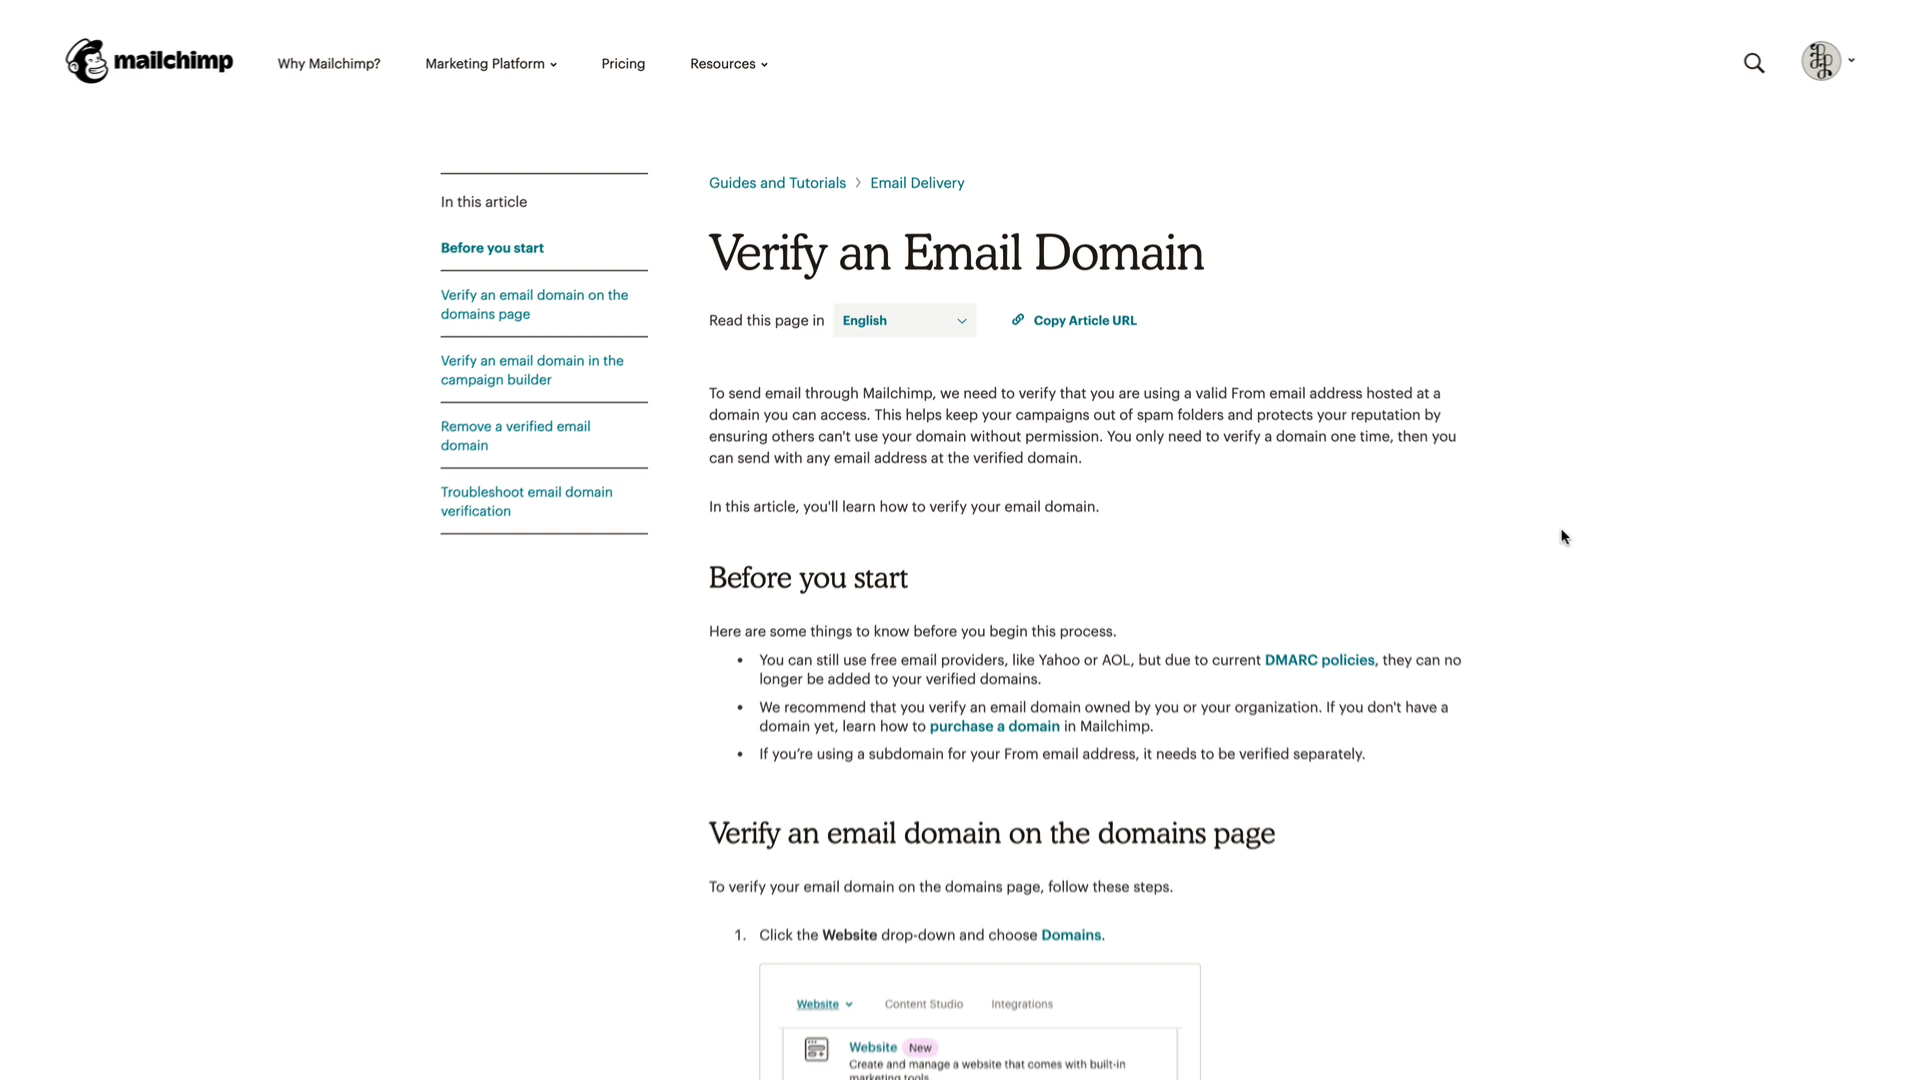 mailchimp
Why Mailchimp?
Marketing Platform
Pricing
Resources
In this article
Before you start
Verify an email domain on the
domains page
Verify an email domain in the
campaign builder
Remove a verified email
domain
Troubleshoot email domain
verification
Guides and Tutorials > Email Delivery
Verify an Email Domain
Read this page in English
Copy Article URL
To send email through Mailchimp, we need to verify that you are using a valid From email address hosted at a
domain you can access. This helps keep your campaigns out of spam folders and protects your reputation by
ensuring others can't use your domain without permission. You only need to verify a domain one time, then you
can send with any email address at the verified domain.
In this article, you'll learn how to verify your email domain.
Before you start
Here are some things to know before you begin this process.
• You can still use free email providers, like Yahoo or AOL, but due to current DMARC policies, they can no
longer be added to your verified domains.
• We recommend that you verify an email domain owned by you or your organization. If you don't have a
domain yet, learn how to purchase a domain in Mailchimp.
• If you’re using a subdomain for your From email address, it needs to be verified separately.
Verify an email domain on the domains page
To verify your email domain on the domains page, follow these steps.
1. Click the Website drop-down and choose Domains.
Website
Content Studio
Integrations
Website New
Create and manage a website that comes with built-in
marketing tools